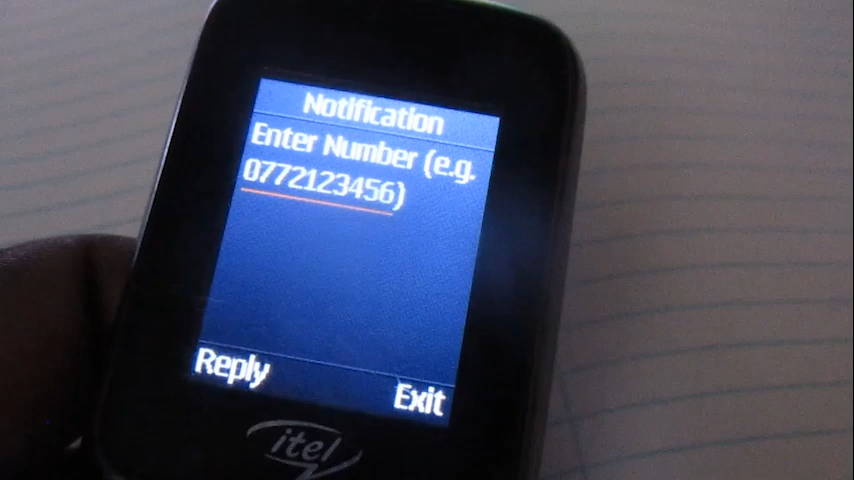 Notification
Enter Number (e.g.
0772123456)
Reply
Exit
itel